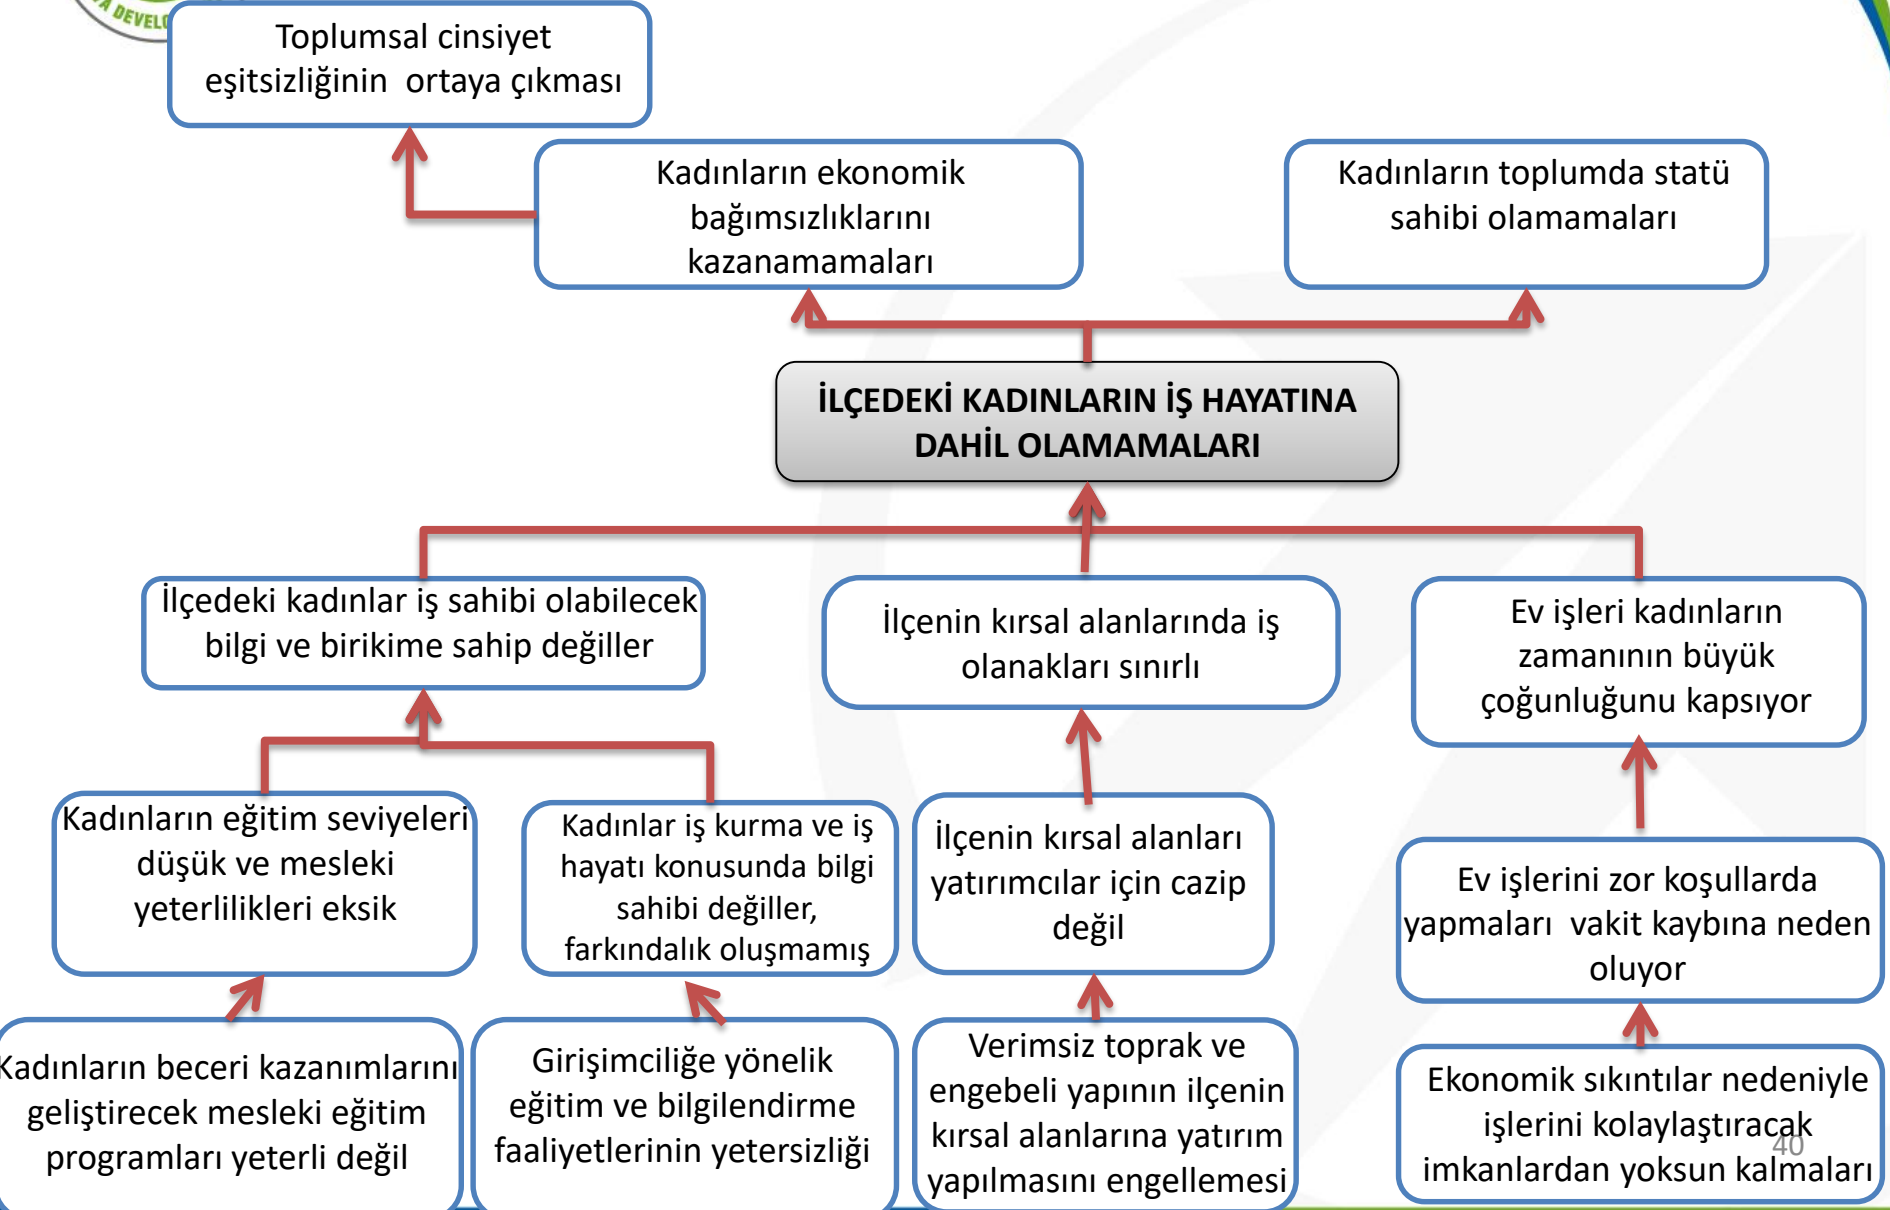 DEVEL
Toplumsal cinsiyet
eşitsizliğinin ortaya çıkması
Kadınların ekonomik
bağımsızlıklarını
kazanamamaları
Kadınların toplumda statü
sahibi olamamaları
İLÇEDEKİ KADINLARIN İŞ HAYATINA
DAHİL OLAMAMALARI
İlçedeki kadınlar iş sahibi olabilecek
bilgi ve birikime sahip değiller
İlçenin kırsal alanlarında iş
olanakları sınırlı
Ev işleri kadınların
zamanının büyük
çoğunluğunu kapsıyor
Kadınların eğitim seviyeleri
düşük ve mesleki
yeterlilikleri eksik
Kadınlar iş kurma ve iş
hayatı konusunda bilgi
sahibi değiller,
farkındalık oluşmamış
İlçenin kırsal alanları
yatırımcılar için cazip
değil
Ev işlerini zor koşullarda
yapmaları vakit kaybına neden
oluyor
Kadınların beceri kazanımlarını
geliştirecek mesleki eğitim
programları yeterli değil
Girişimciliğe yönelik
eğitim ve bilgilendirme
faaliyetlerinin yetersizliği
Verimsiz toprak ve
engebeli yapının ilçenin
kırsal alanlarına yatırım
yapılmasını engellemesi
Ekonomik sıkıntılar nedeniyle
işlerini kolaylaştıracak
imkanlardan yoksun kalmaları
40